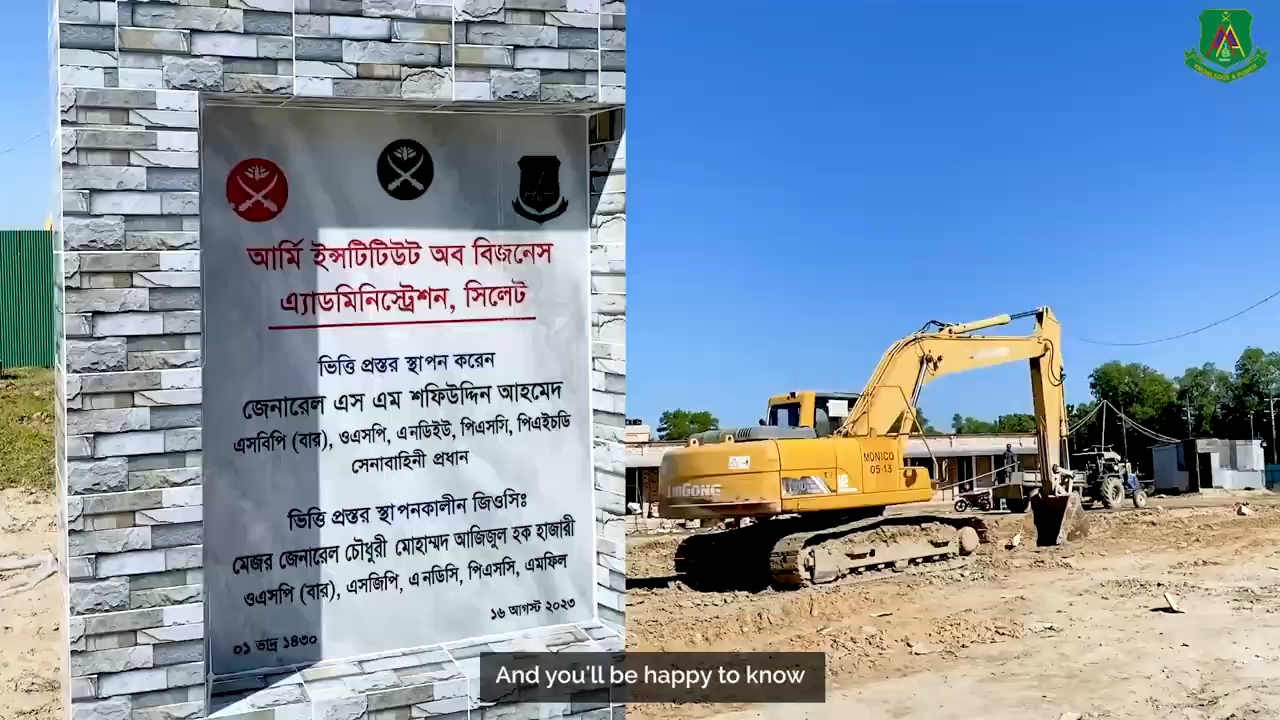 আর্মি ইন্সটিটিউট অব বিজনেস
এ্যাডমিনিস্ট্রেশন, সিলেট
ভিত্তি প্রস্তর স্থাপন করেন
জেনারেল এস এম শফিউদ্দিন আহমেদ
এসবিপি (বার), ওএসপি, এনডিইউ, পিএসসি, পিএইচডি
সেনাবাহিনী প্রধান
ভিত্তি প্রস্তর স্থাপনকালীন জিওসিঃ
মেজর জেনারেল চৌধুরী মোহাম্মদ আজিজুল হক হাজারী
ওএসপি (বার), এসজিপি, এনডিসি, পিএসসি, এমফিল
১৬ আগস্ট ২০২৩
০১ ভাদ্র ১৪৩০
MONICO
05-13
LIUGONG
KNOWLEDGE & POWER
And you'll be happy to know